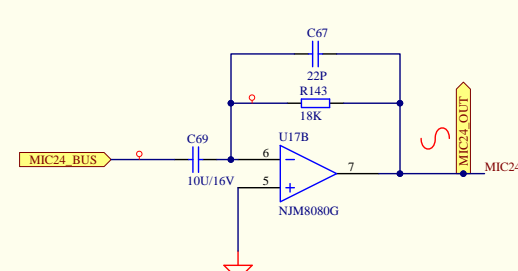 C67
22P
R143
18K
MIC24_OUT
C69
U17B
MIC24_BUS
6
7
10U/16V
5
NJM8080G
MIC24